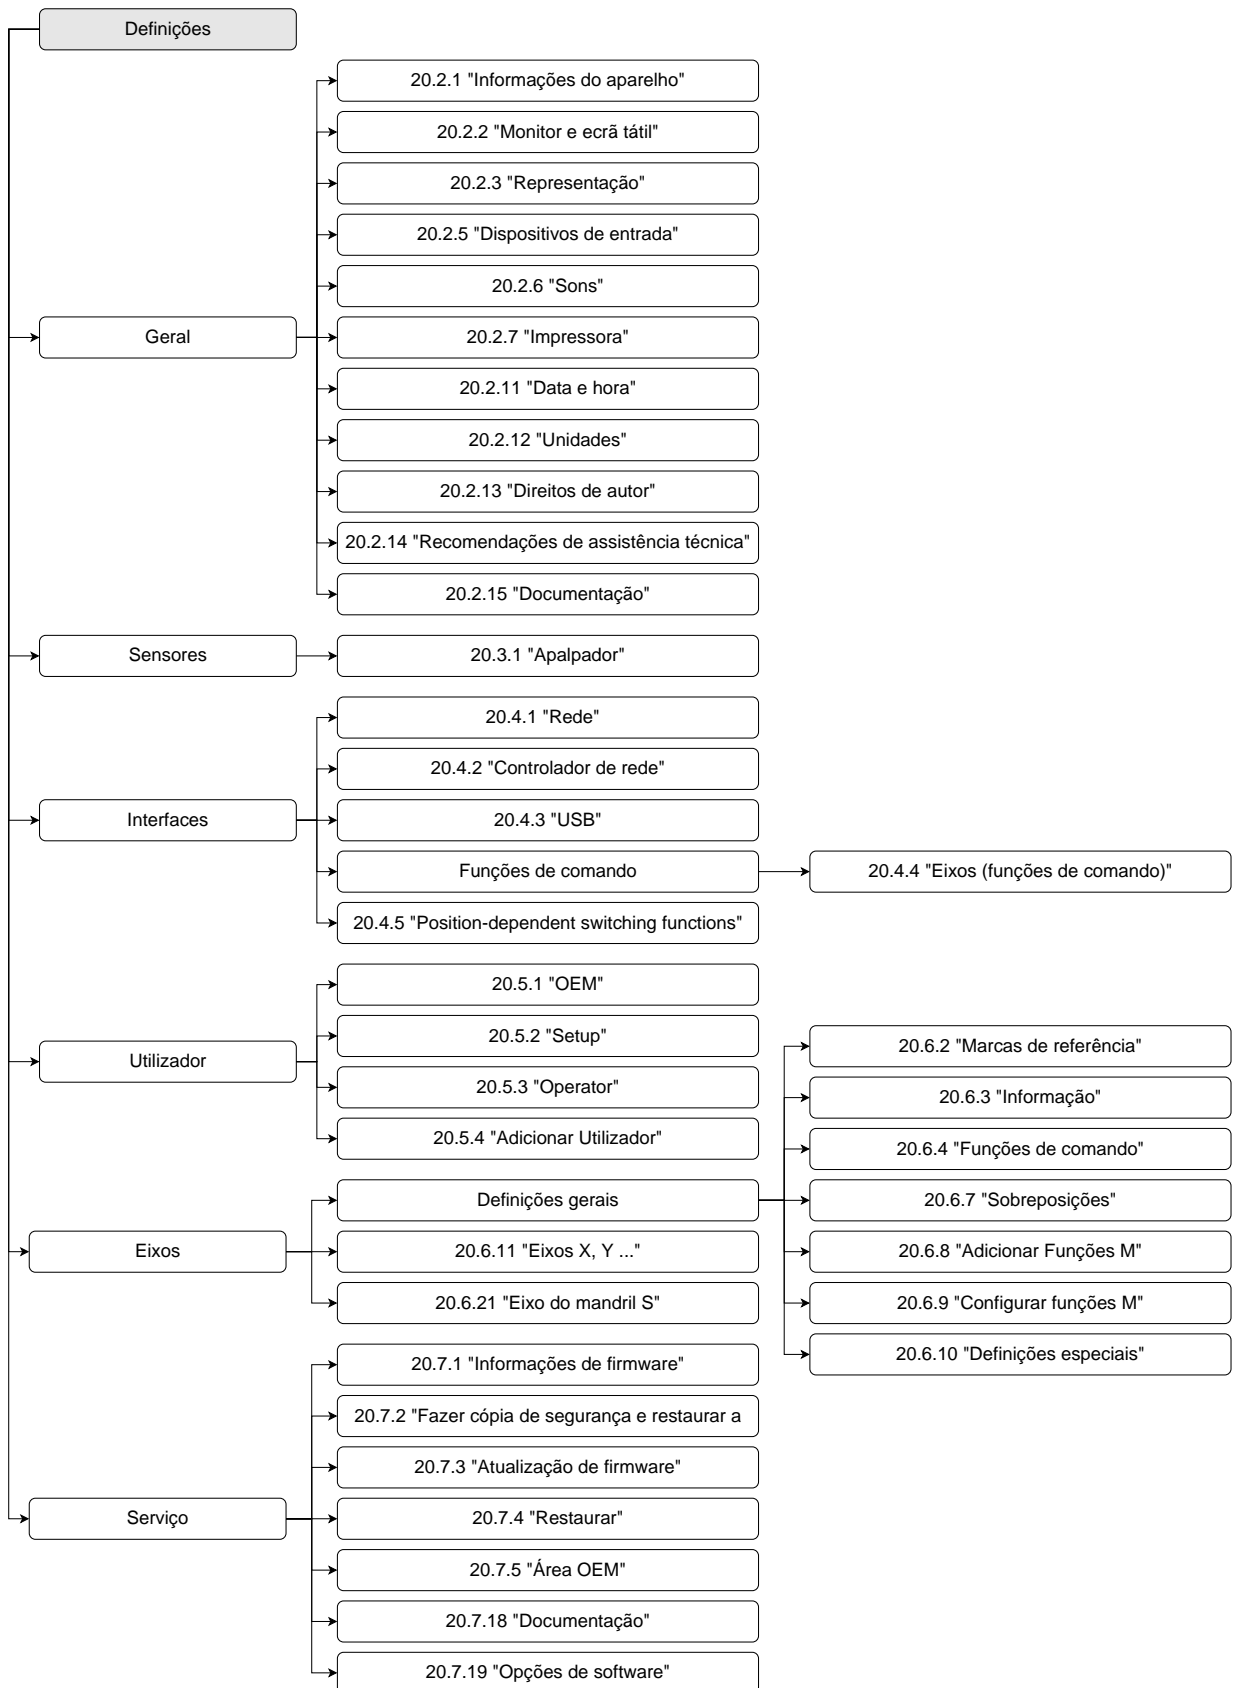 Definições
20.2.1 "Informações do aparelho"
20.2.2 "Monitor e ecrã tátil"
20.2.3 "Representação"
20.2.5 "Dispositivos de entrada"
20.2.6 "Sons"
Geral
20.2.7 "Impressora"
20.2.11 "Data e hora"
20.2.12 "Unidades"
20.2.13 "Direitos de autor"
20.2.14 "Recomendações de assistência técnica"
20.2.15 "Documentação"
Sensores
20.3.1 "Apalpador"
20.4.1 "Rede"
20.4.2 "Controlador de rede"
Interfaces
20.4.3 "USB"
Funções de comando
20.4.4 "Eixos (funções de comando)"
20.4.5 "Position-dependent switching functions"
20.5.1 "OEM"
20.5.2 "Setup"
Utilizador
20.5.3 "Operator"
20.5.4 "Adicionar Utilizador"
20.6.2 "Marcas de referência"
20.6.3 "Informação"
20.6.4 "Funções de comando"
Definições gerais
20.6.7 "Sobreposições"
Eixos
20.6.11 "Eixos X, Y ..."
20.6.8 "Adicionar Funções M"
20.6.21 "Eixo do mandril S"
20.6.9 "Configurar funções M"
20.6.10 "Definições especiais"
20.7.1 "Informações de firmware"
20.7.2 "Fazer cópia de segurança e restaurar a
20.7.3 "Atualização de firmware"
Serviço
20.7.4 "Restaurar"
20.7.5 "Área OEM"
20.7.18 "Documentação"
20.7.19 "Opções de software"